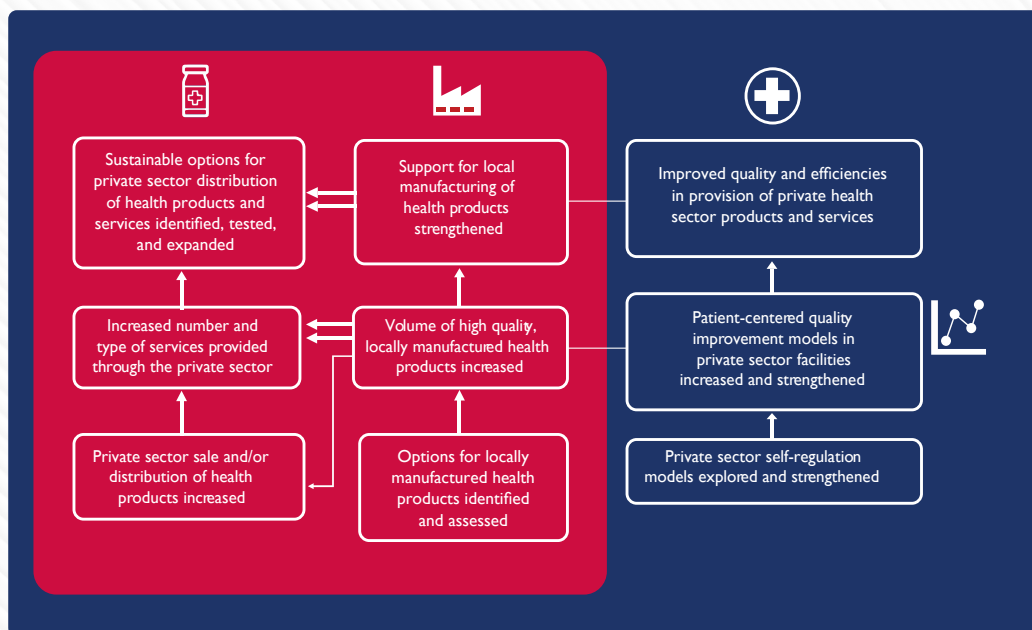 Sustainable options for
private sector distribution
of health products and
services identified, tested,
and expanded
Support for local
manufacturing of
health products
strengthened
Improved quality and efficiencies
in provision of private health
sector products and services
Increased number and
type of services provided
through the private sector
Volume of high quality,
locally manufactured health
products increased
Patient-centered quality
improvement models in
private sector facilities
increased and strengthened
Private sector sale and/or
distribution of health
products increased
Options for locally
manufactured health
products identified
and assessed
Private sector self-regulation
models explored and strengthened